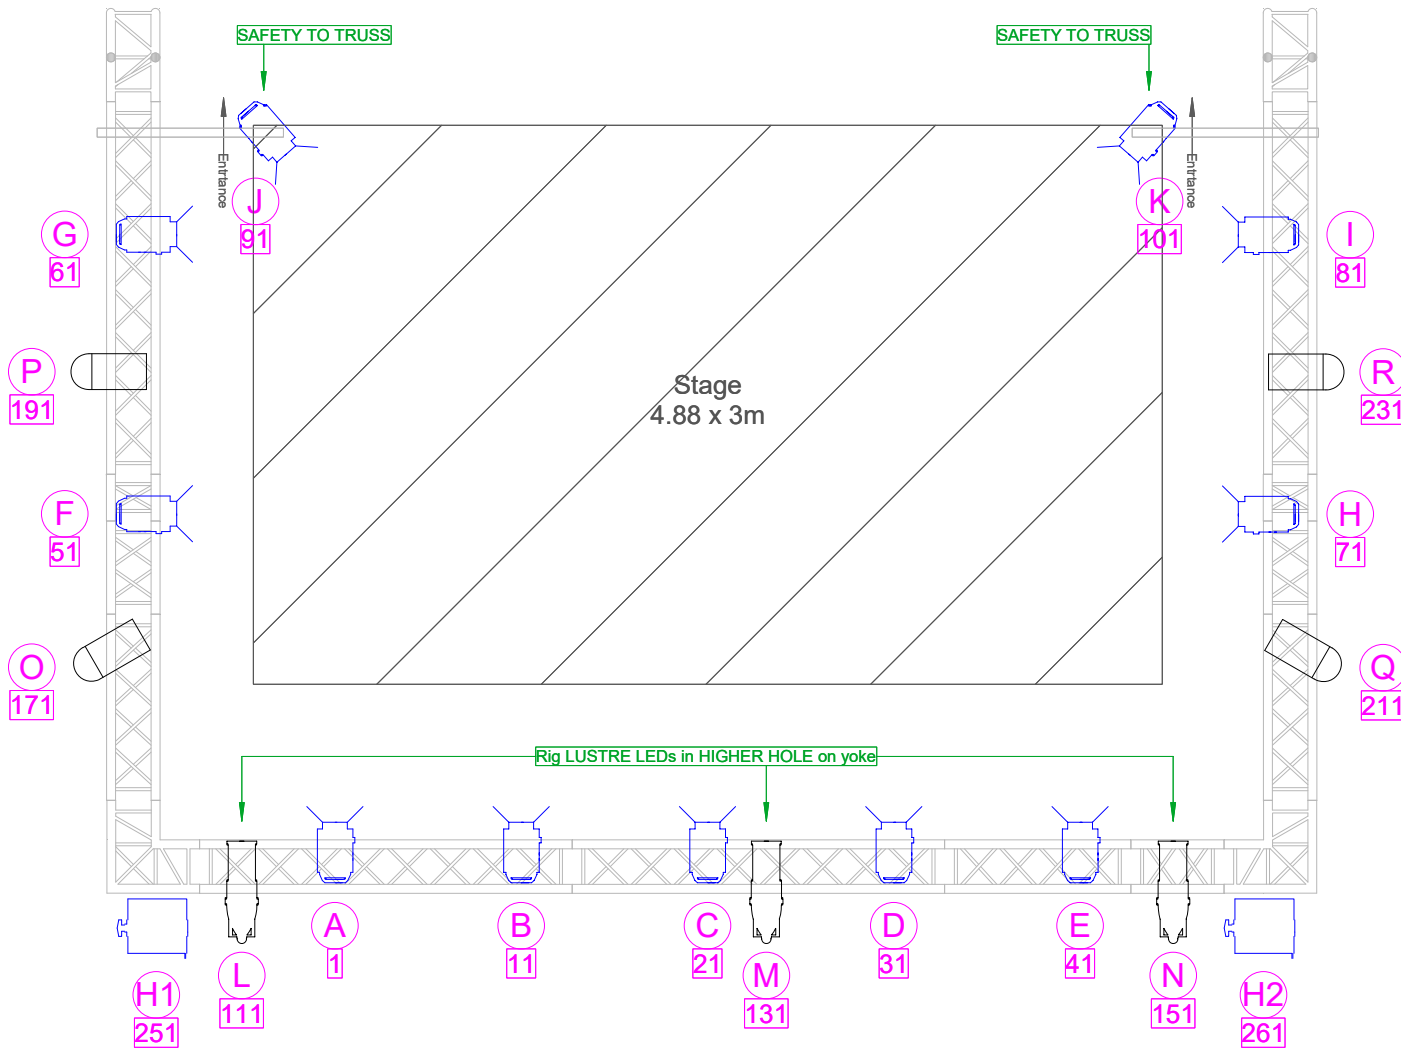 SAFETY TO TRUSS
SAFETY TO TRUSS
Entrtance
Entrtance
J
91
K
101
G
61
I
81
P
191
R
231
Stage
4.88 x 3m
F
51
H
71
O
171
Q
211
Rig LUSTRE LEDs in HIGHER HOLE on yoke
A
1
B
11
C
21
D
31
E
41
L
111
M
131
N
151
H1
251
H2
261